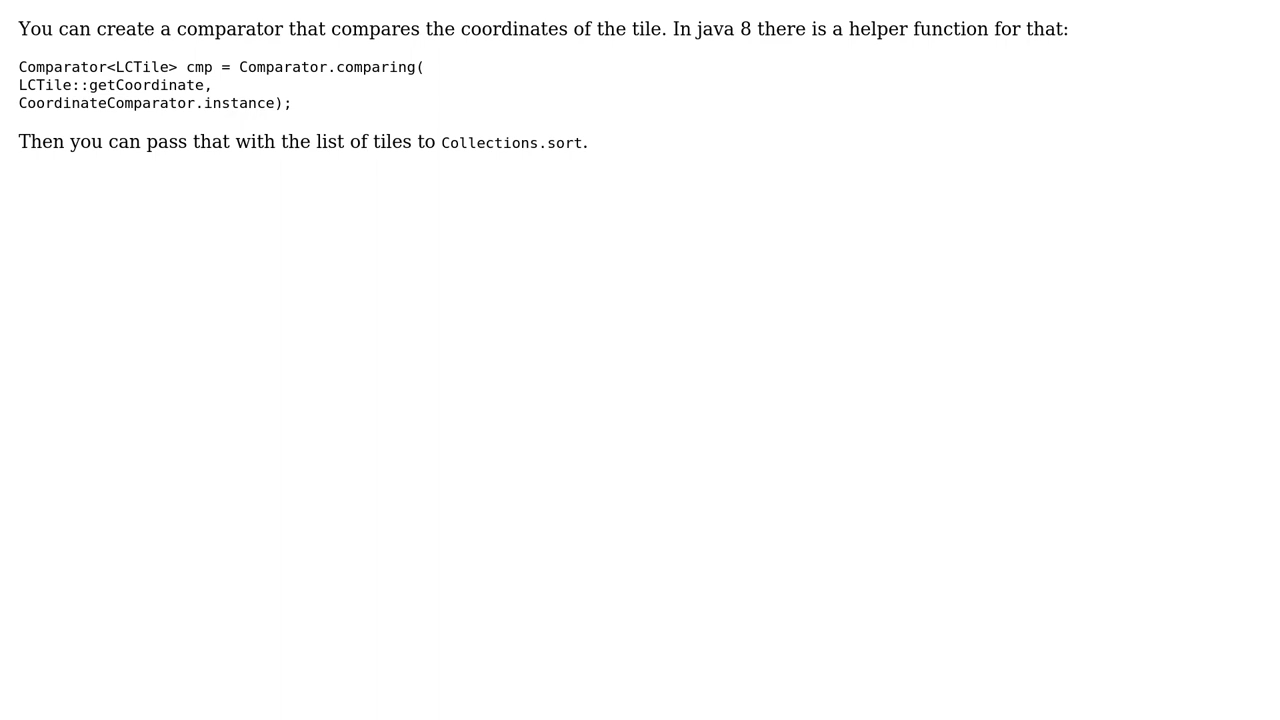 You can create a comparator that compares the coordinates of the tile. In java 8 there is a helper function for that:
Comparator<LCTile> cmp = Comparator.comparing(
LCTile::getCoordinate,
CoordinateComparator.instance);
Then you can pass that with the list of tiles to Collections.sort.